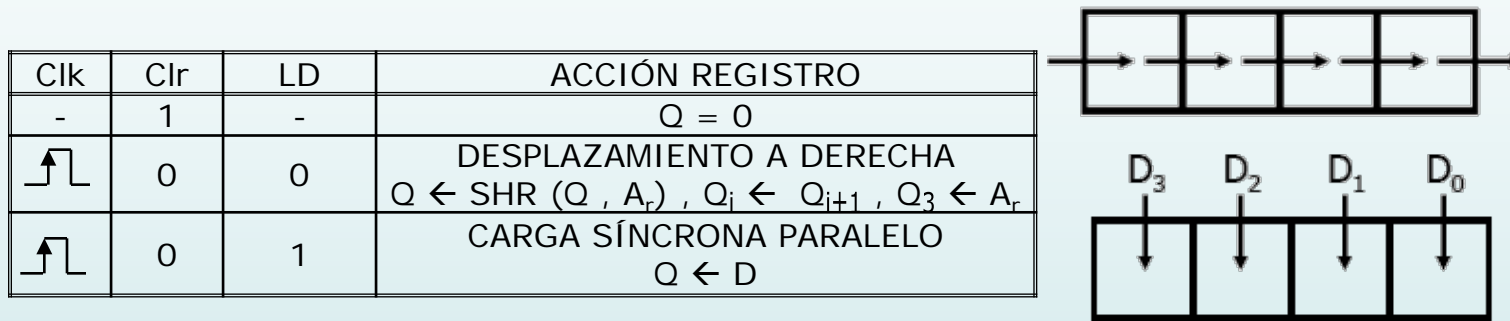 Clk Clr LD ACCIÓN REGISTRO
- 1 - Q = 0
0 0 DESPLAZAMIENTO A DERECHA
Q ← SHR (Q , Ar) , Qi ← Qi+1 , Q3 ← Ar
0 1 CARGA SÍNCRONA PARALELO
Q ← D
D3 D2 D1 D0